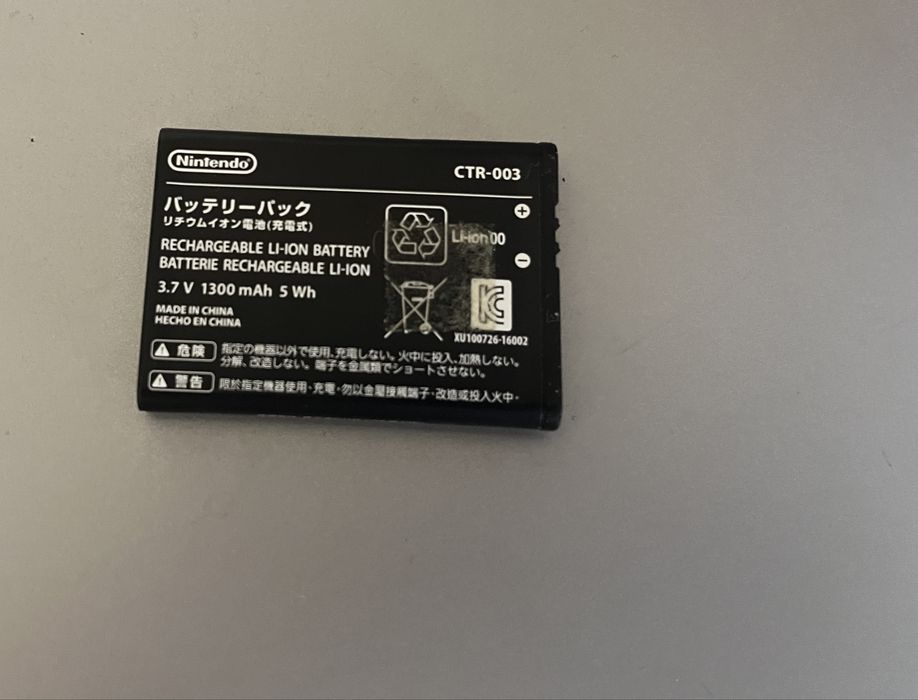 Nintendo®
CTR-003
バッテリーパック
リチウムイオン電池(充電式)
RECHARGEABLE LI-ION BATTERY
BATTERIE RECHARGEABLE LI-ION
3.7 V 1300 mAh 5 Wh
MADE IN CHINA
HECHO EN CHINA
Li-ion 00
+
−
XU100726-16002
危険 指定の機器以外で使用、充電しない。火中に投入、加熱しない。
分解、改造しない。端子を金属類でショートさせない。
警告 限於指定機器使用・充電・勿以金屬接觸端子・改造或投入火中・